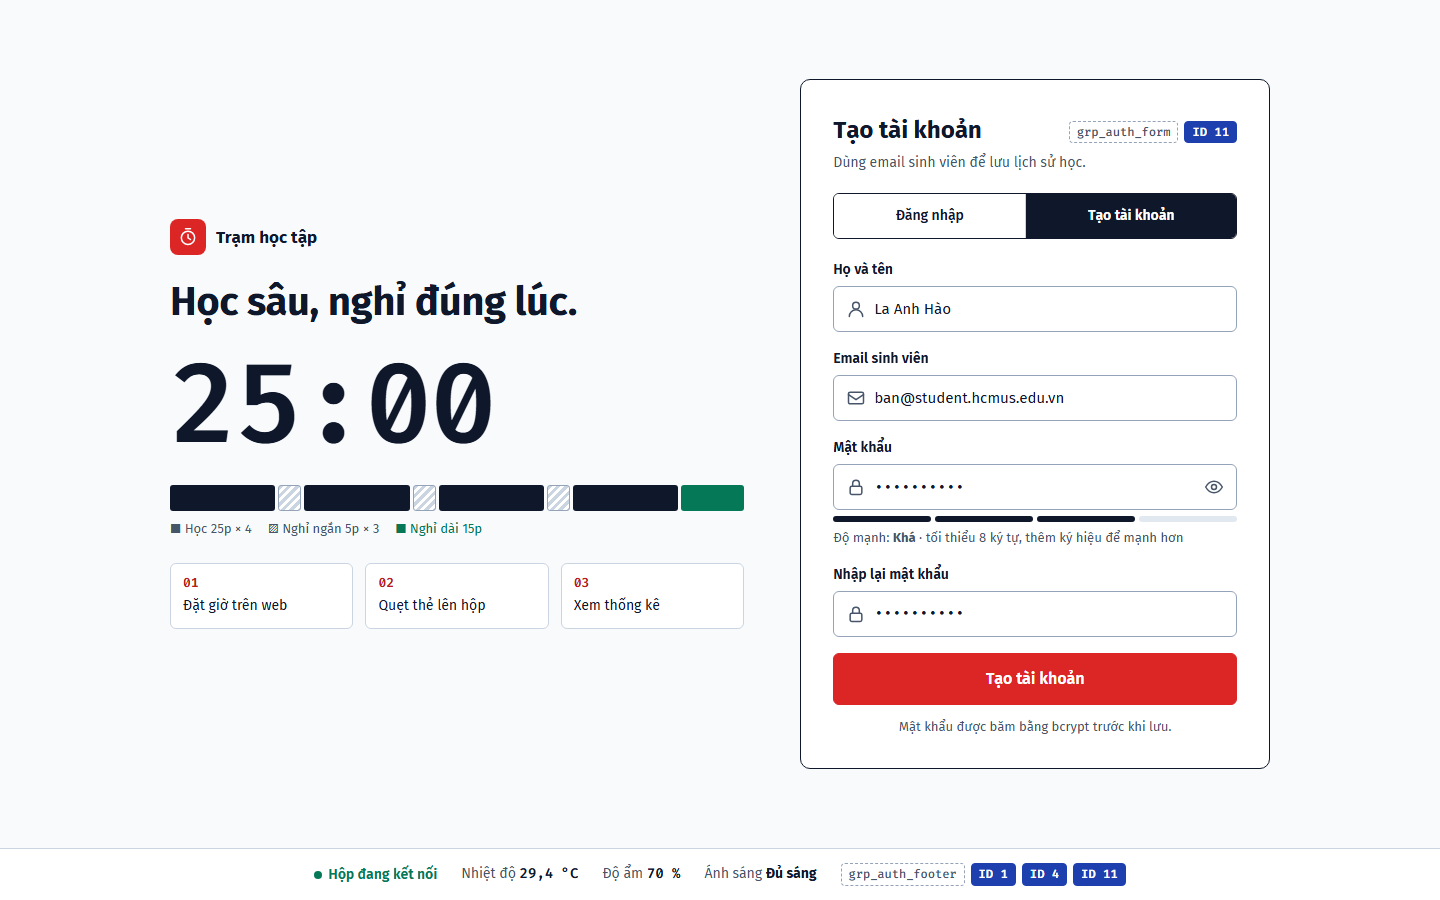 Trạm học tập
Học sâu, nghỉ đúng lúc.
25:00
Học 25p × 4 Nghỉ ngắn 5p × 3 Nghỉ dài 15p
01
Đặt giờ trên web
02
Quẹt thẻ lên hộp
03
Xem thống kê
Tạo tài khoản
grp_auth_form ID 11
Dùng email sinh viên để lưu lịch sử học.
Đăng nhập Tạo tài khoản
Họ và tên
La Anh Hào
Email sinh viên
ban@student.hcmus.edu.vn
Mật khẩu
••••••••••
Độ mạnh: Khá · tối thiểu 8 ký tự, thêm ký hiệu để mạnh hơn
Nhập lại mật khẩu
••••••••••
Tạo tài khoản
Mật khẩu được băm bằng bcrypt trước khi lưu.
Hộp đang kết nối Nhiệt độ 29,4 °C Độ ẩm 70 % Ánh sáng Đủ sáng grp_auth_footer ID 1 ID 4 ID 11